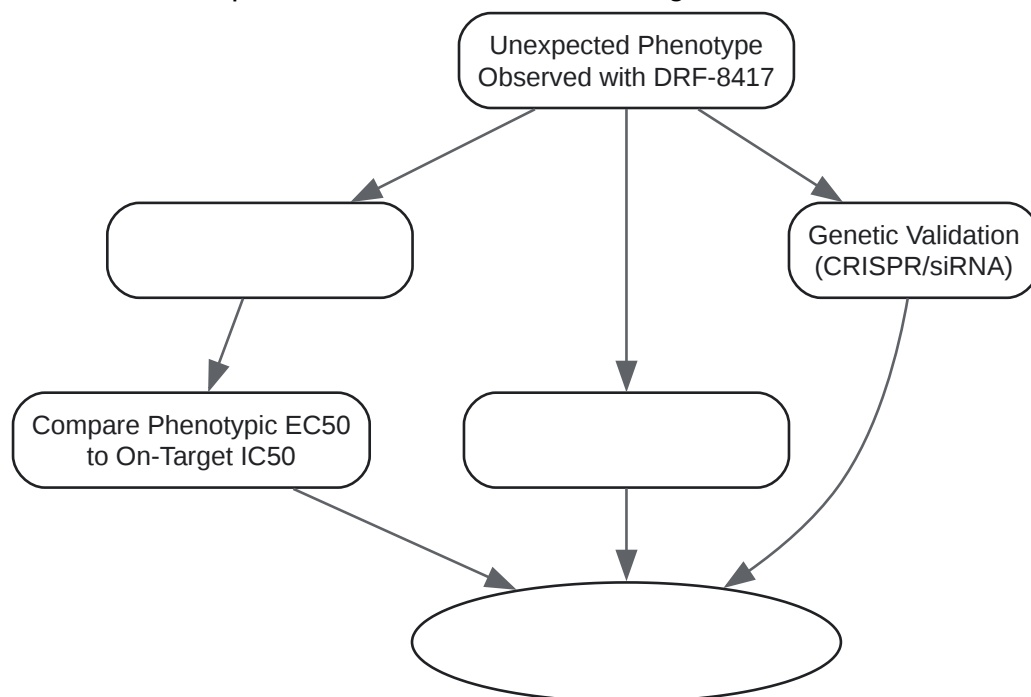 Unexpected Phenotype
Observed with DRF-8417
Genetic Validation
(CRISPR/siRNA)
Compare Phenotypic EC50
to On-Target IC50